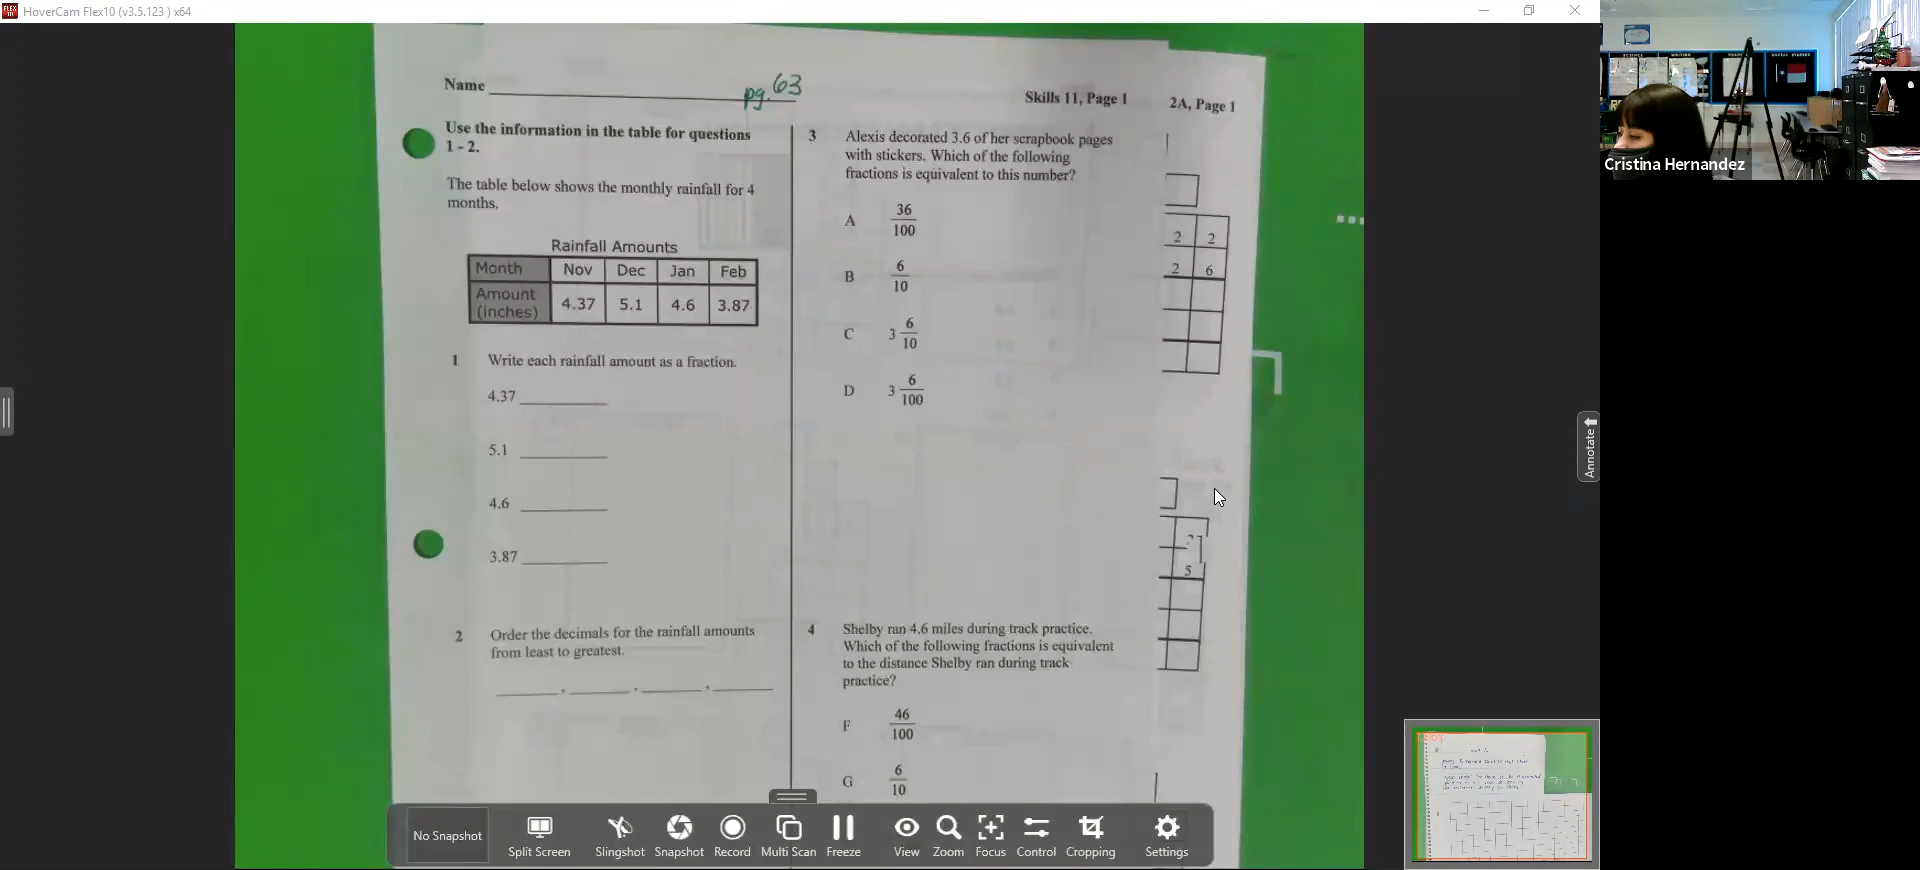 HoverCam Flex10 (v3.5.123 ) x64
Name
pg. 63
Skills 11, Page 1
2A, Page 1
Use the information in the table for questions
1 - 2.
The table below shows the monthly rainfall for 4
months.
Rainfall Amounts
Month Nov Dec Jan Feb
Amount
(inches) 4.37 5.1 4.6 3.87
1 Write each rainfall amount as a fraction.
4.37
5.1
4.6
3.87
2 Order the decimals for the rainfall amounts
from least to greatest.
3 Alexis decorated 3.6 of her scrapbook pages
with stickers. Which of the following
fractions is equivalent to this number?
A 36/100
B 6/10
C 3 6/10
D 3 6/100
4 Shelby ran 4.6 miles during track practice.
Which of the following fractions is equivalent
to the distance Shelby ran during track
practice?
F 46/100
G 6/10
2 2
2 6
5
Cristina Hernandez
Annotate
No Snapshot
Split Screen
Slingshot
Snapshot
Record
Multi Scan
Freeze
View
Zoom
Focus
Control
Cropping
Settings